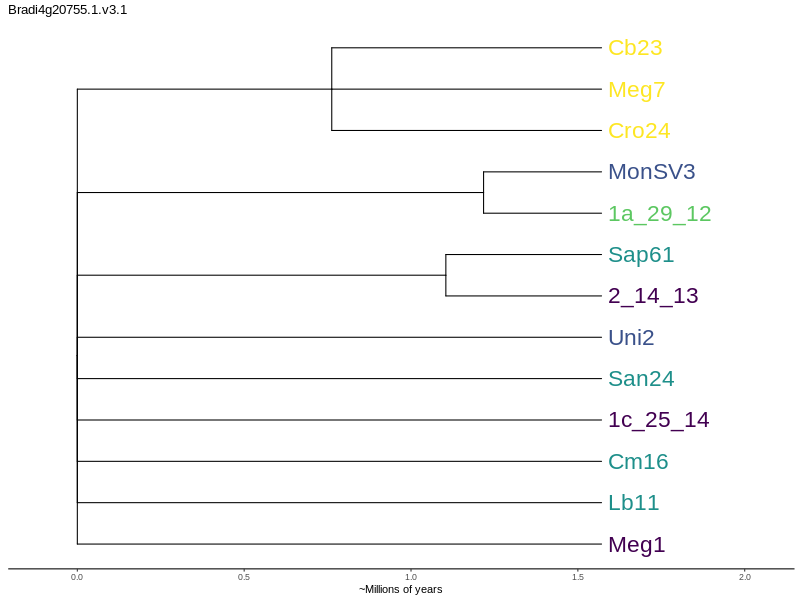 Bradi4g20755.1.v3.1
Cb23
Meg7
Cro24
MonSV3
1a_29_12
Sap61
2_14_13
Uni2
San24
1c_25_14
Cm16
Lb11
Meg1
0.0 0.5 1.0 1.5 2.0
~Millions of years